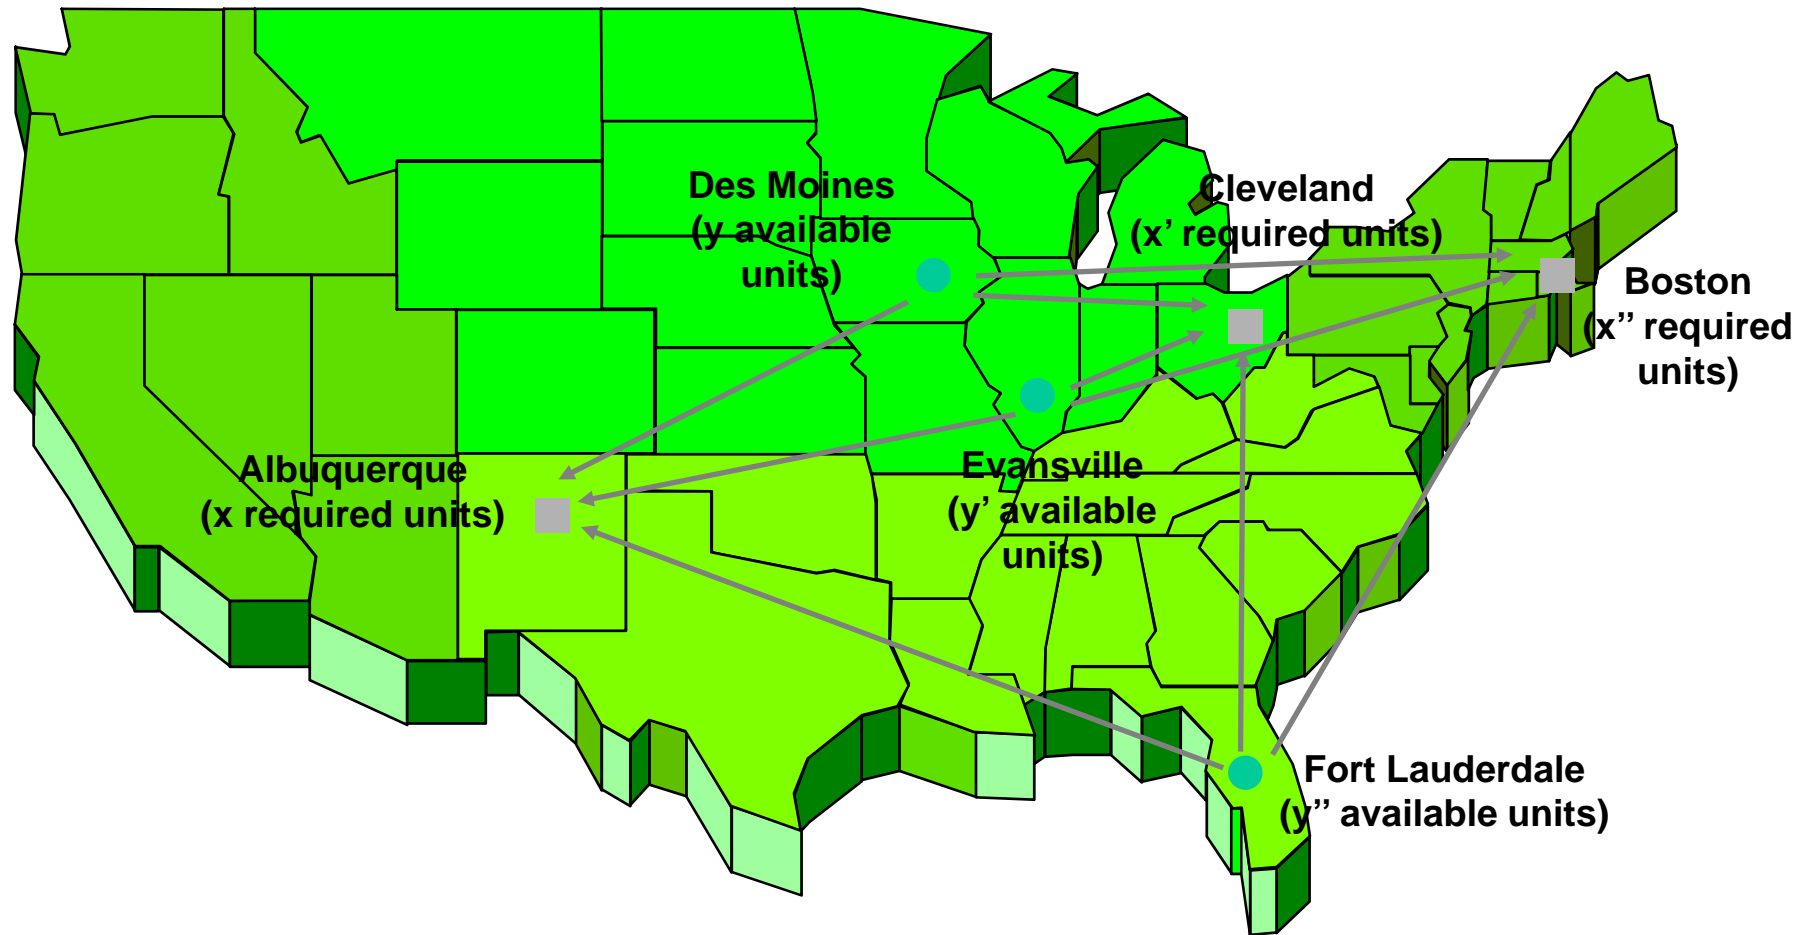 Des Moines
(y available
units)
Cleveland
(x’ required units)
Boston
(x’’ required
units)
Albuquerque
(x required units)
Evansville
(y’ available
units)
Fort Lauderdale
(y’’ available units)